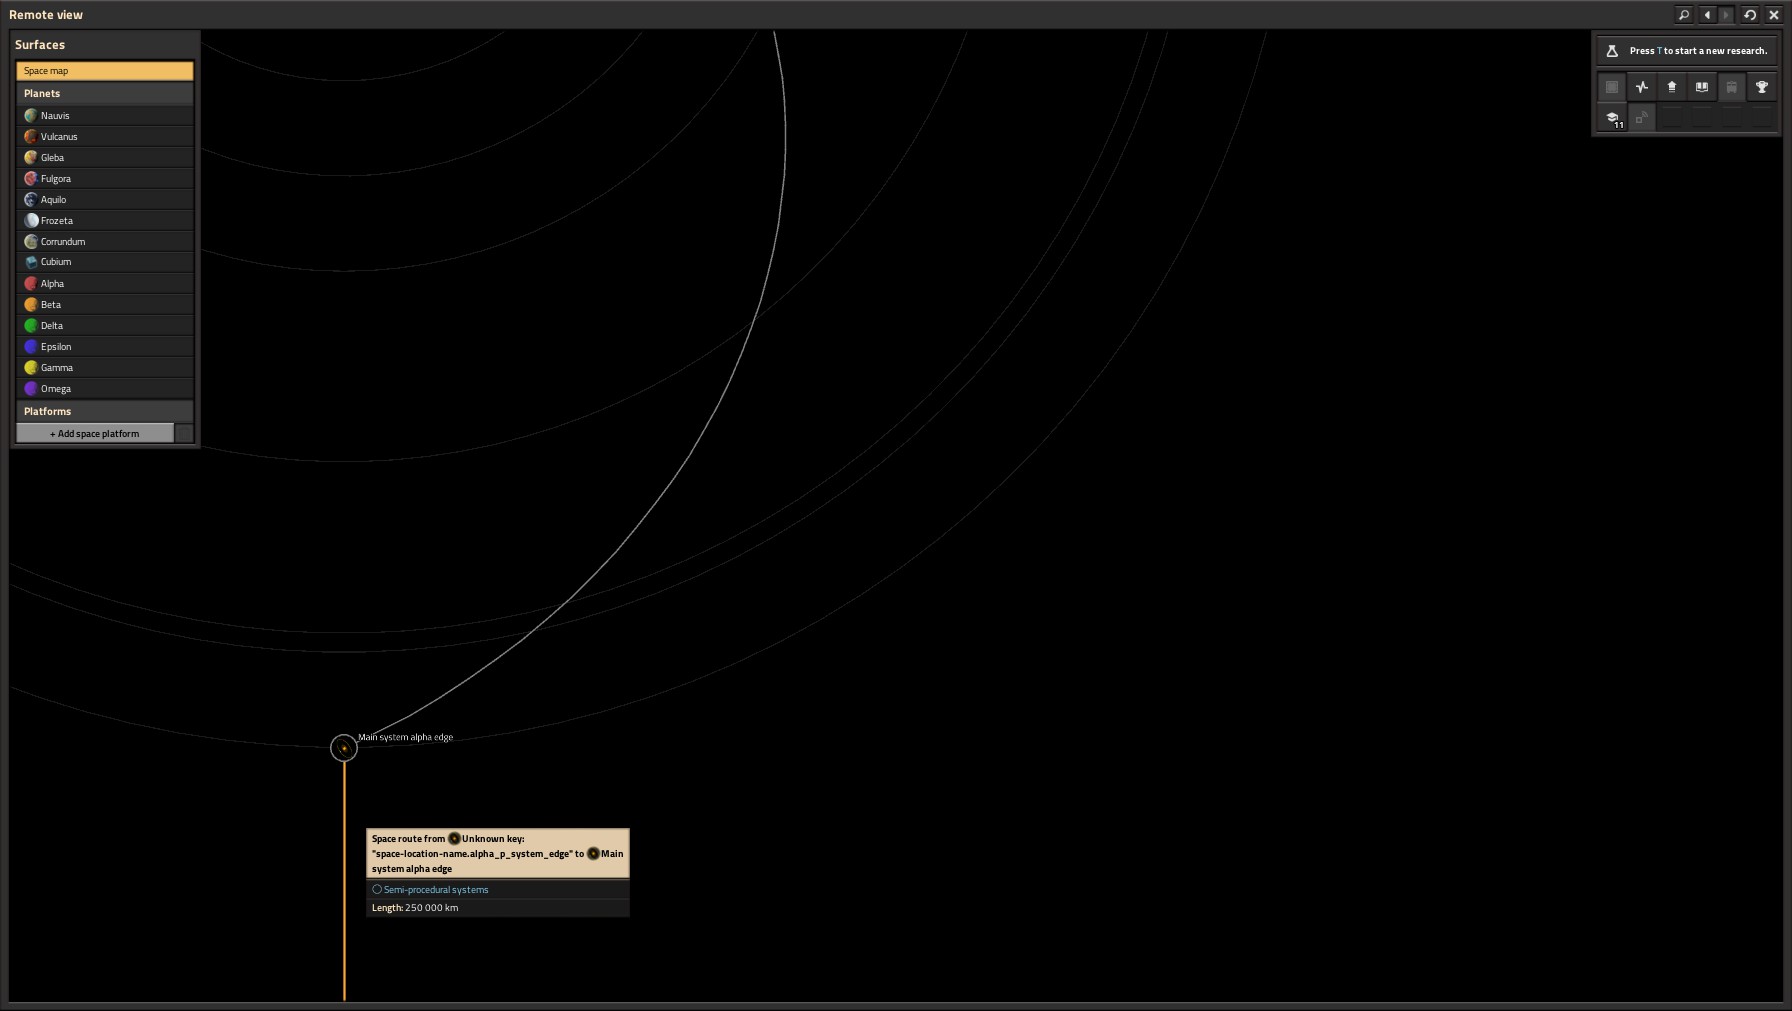 Remote view
Surfaces
Space map
Planets
Nauvis
Vulcanus
Gleba
Fulgora
Aquilo
Frozeta
Corrundum
Cubium
Alpha
Beta
Delta
Epsilon
Gamma
Omega
Platforms
+ Add space platform
Press T to start a new research.
11
Main system alpha edge
Space route from Unknown key:
"space-location-name.alpha_p_system_edge" to Main
system alpha edge
Semi-procedural systems
Length: 250 000 km